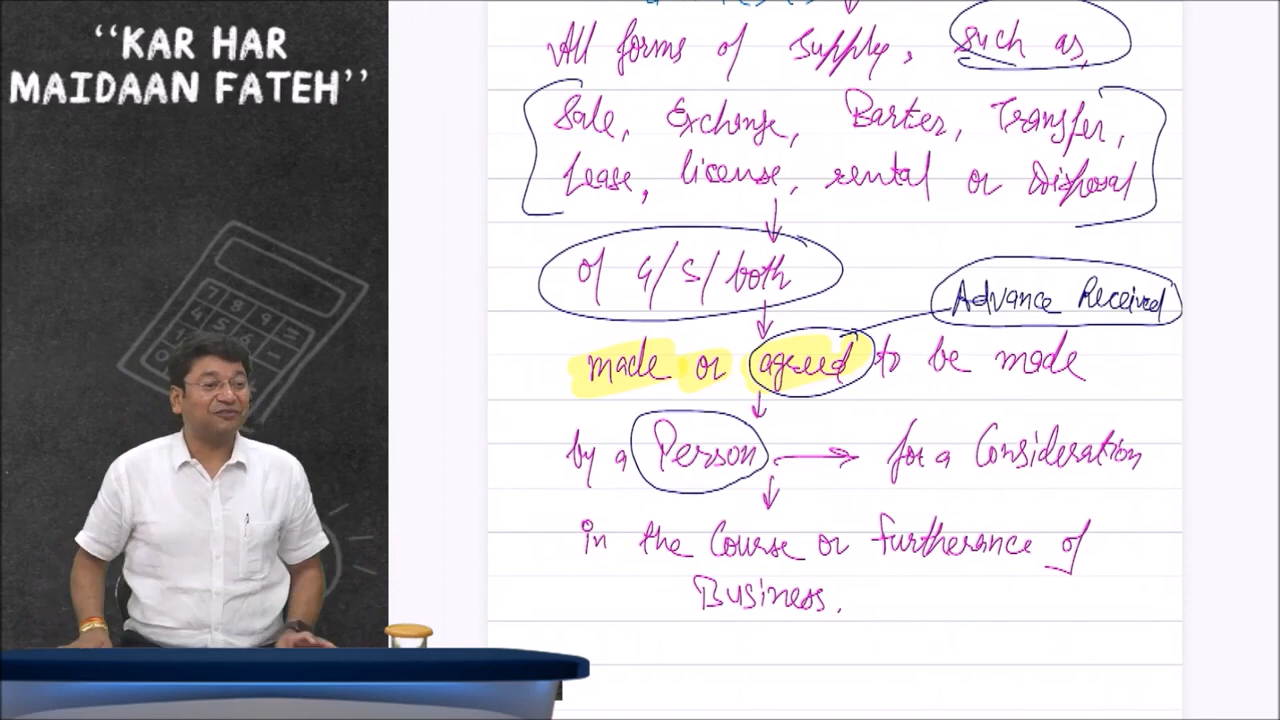 “KAR HAR
MAIDAAN FATEH”
All forms of supply, such as,
Sale, Exchange, Barter, Transfer,
Lease, license, rental or disposal
of G/S/both
Advance Received
made or agreed to be made
by a Person → for a Consideration
in the Course or furtherance of
Business.